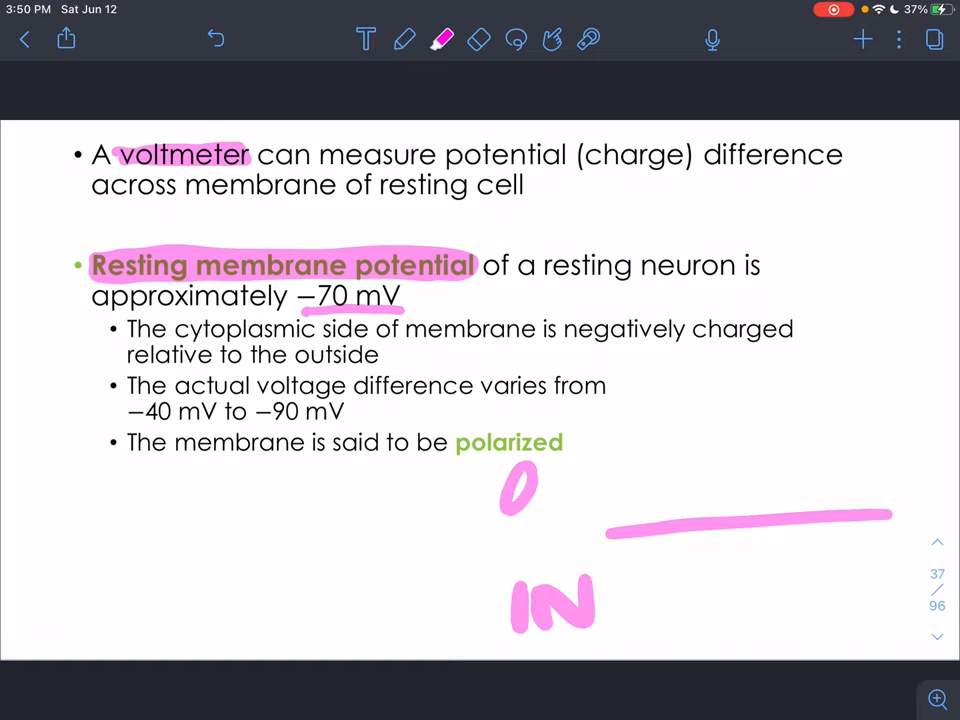 3:50 PM Sat Jun 12
37%
• A voltmeter can measure potential (charge) difference
across membrane of resting cell
• Resting membrane potential of a resting neuron is
approximately −70 mV
• The cytoplasmic side of membrane is negatively charged
relative to the outside
• The actual voltage difference varies from
−40 mV to −90 mV
• The membrane is said to be polarized
O
IN
37
/
96